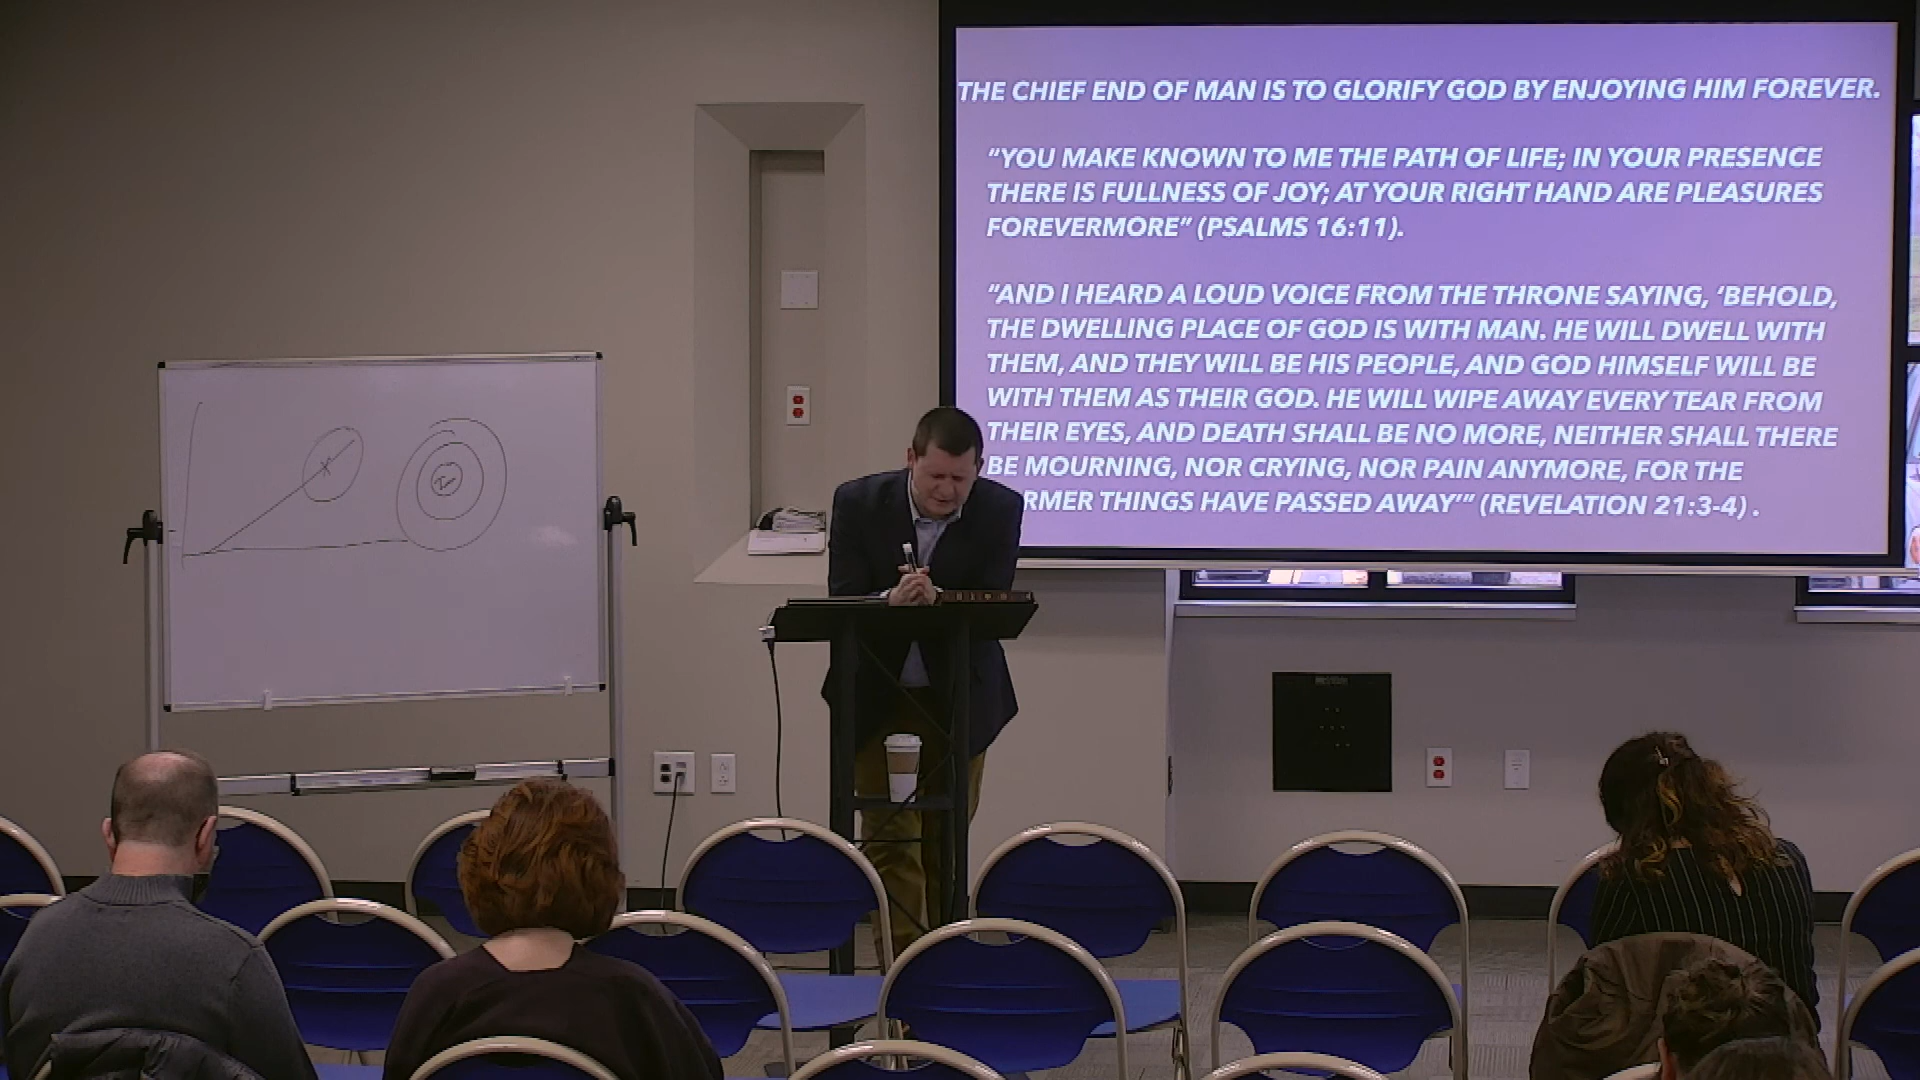 THE CHIEF END OF MAN IS TO GLORIFY GOD BY ENJOYING HIM FOREVER.
“YOU MAKE KNOWN TO ME THE PATH OF LIFE; IN YOUR PRESENCE
THERE IS FULLNESS OF JOY; AT YOUR RIGHT HAND ARE PLEASURES
FOREVERMORE” (PSALMS 16:11).
“AND I HEARD A LOUD VOICE FROM THE THRONE SAYING, ‘BEHOLD,
THE DWELLING PLACE OF GOD IS WITH MAN. HE WILL DWELL WITH
THEM, AND THEY WILL BE HIS PEOPLE, AND GOD HIMSELF WILL BE
WITH THEM AS THEIR GOD. HE WILL WIPE AWAY EVERY TEAR FROM
THEIR EYES, AND DEATH SHALL BE NO MORE, NEITHER SHALL THERE
BE MOURNING, NOR CRYING, NOR PAIN ANYMORE, FOR THE
RMER THINGS HAVE PASSED AWAY’” (REVELATION 21:3-4) .